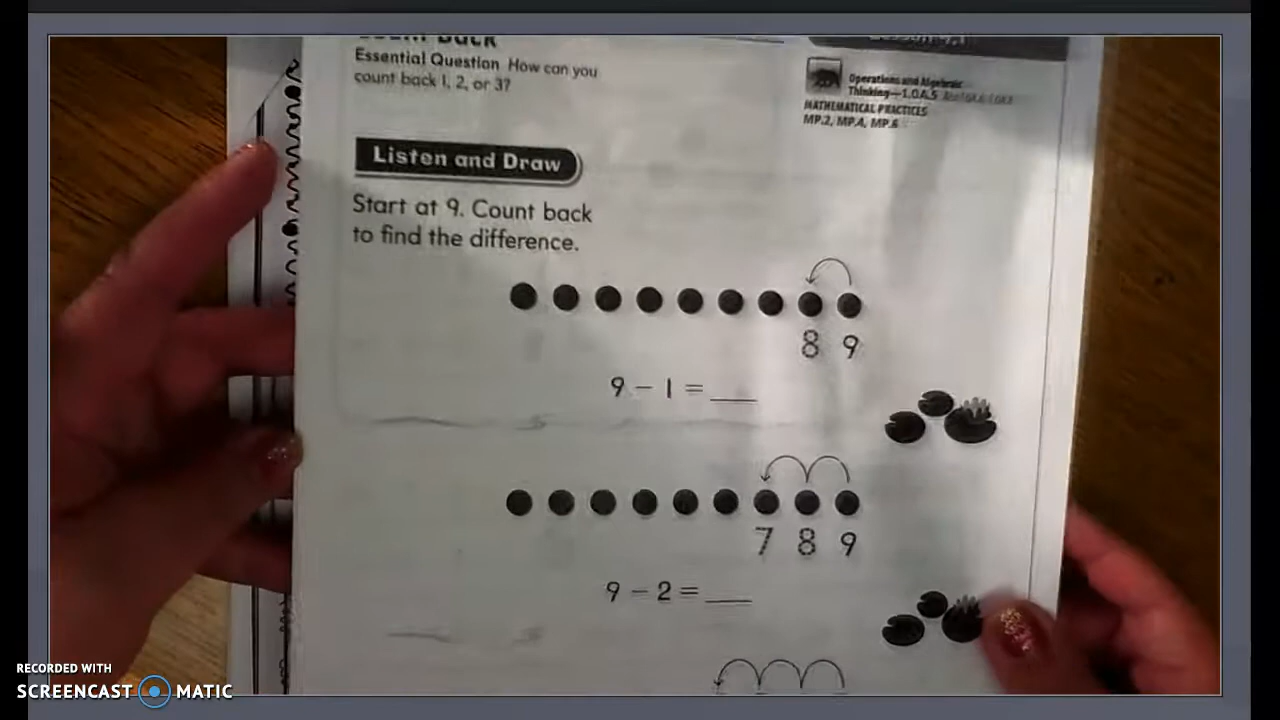 Essential Question How can you
count back 1, 2, or 3?
Operations and Algebraic
Thinking—1.OA.5
MATHEMATICAL PRACTICES
MP.2, MP.4, MP.6
Listen and Draw
Start at 9. Count back
to find the difference.
8 9
9 - 1 = ___
7 8 9
9 - 2 = ___
RECORDED WITH
SCREENCAST MATIC